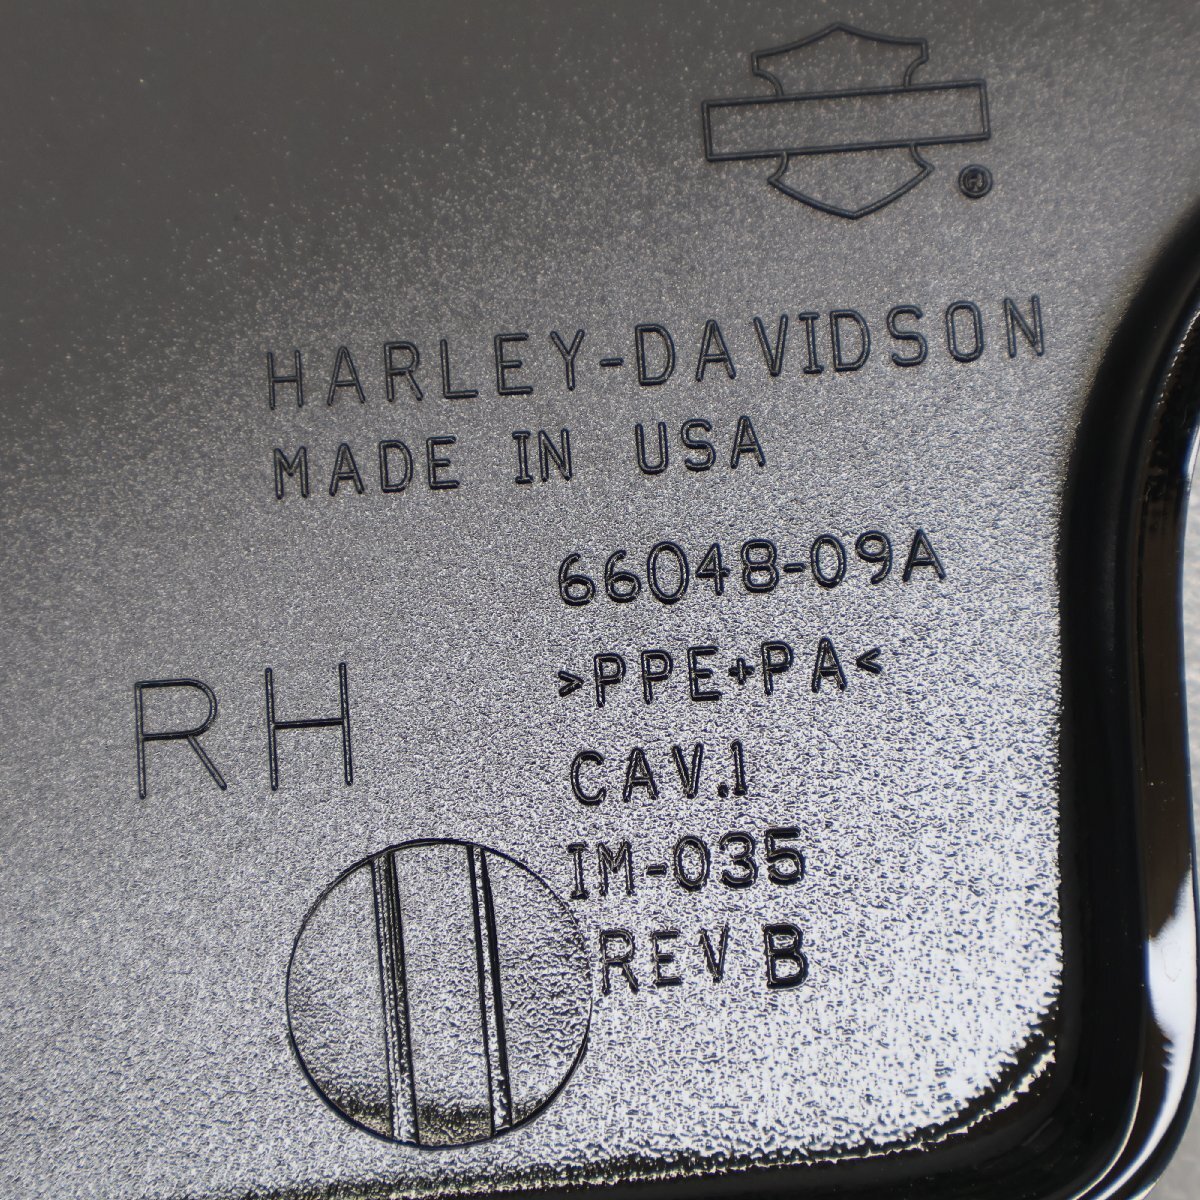 ®
HARLEY-DAVIDSON
MADE IN USA
66048-09A
>PPE+PA<
RH
CAV.1
IM-035
REV B